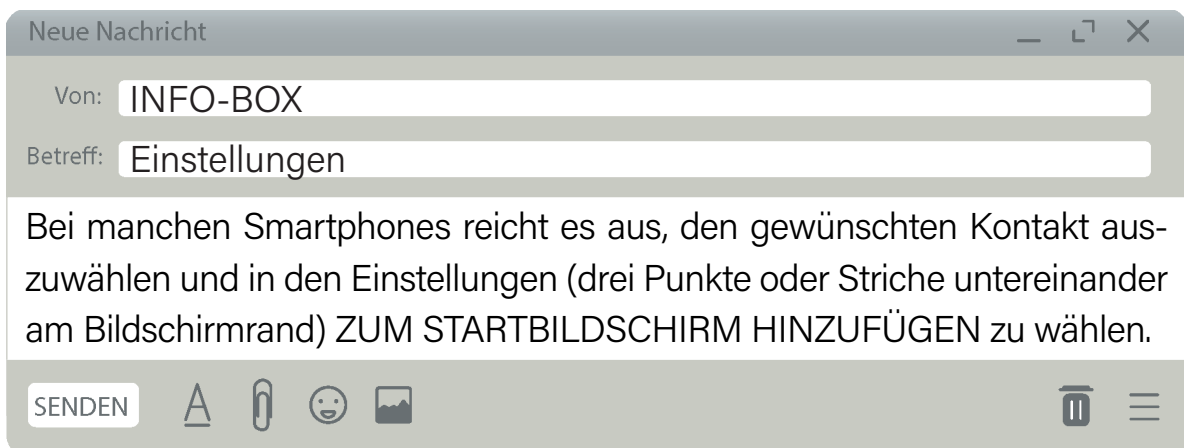 Neue Nachricht
Von: INFO-BOX
Betreff: Einstellungen
Bei manchen Smartphones reicht es aus, den gewünschten Kontakt aus-
zuwählen und in den Einstellungen (drei Punkte oder Striche untereinander
am Bildschirmrand) ZUM STARTBILDSCHIRM HINZUFÜGEN zu wählen.
SENDEN A